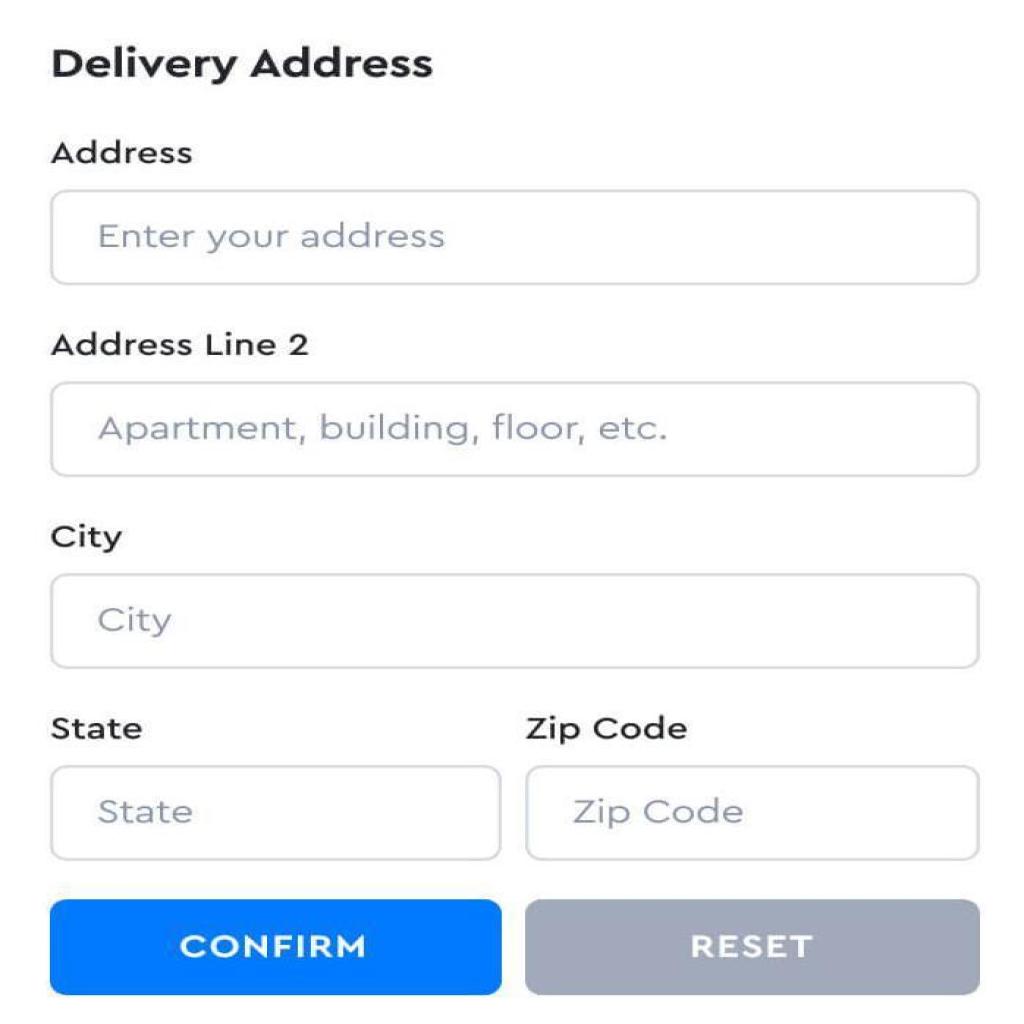 Delivery Address
Address
Enter your address
Address Line 2
Apartment, building, floor, etc.
City
City
State Zip Code
State Zip Code
CONFIRM RESET